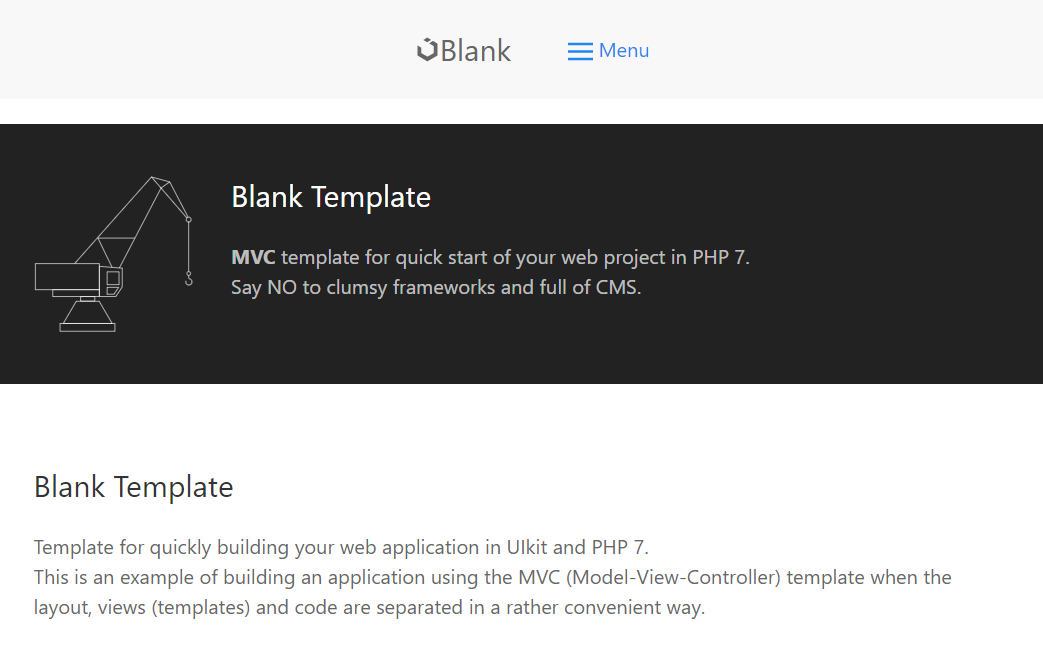 Blank
Menu
Blank Template
MVC template for quick start of your web project in PHP 7.
Say NO to clumsy frameworks and full of CMS.
Blank Template
Template for quickly building your web application in UIkit and PHP 7.
This is an example of building an application using the MVC (Model-View-Controller) template when the
layout, views (templates) and code are separated in a rather convenient way.